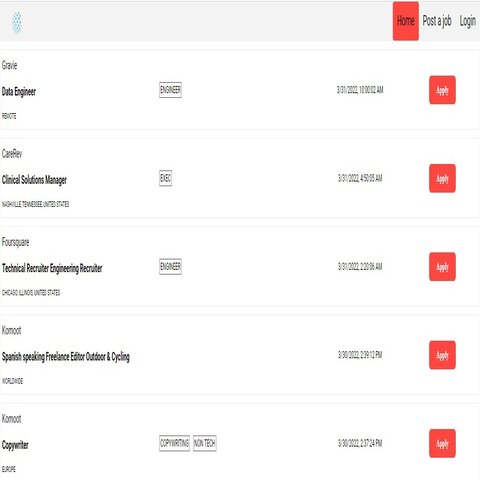 Home Post a job Login
Gravie
Data Engineer ENGINEER 3/31/2022, 10:00:02 AM Apply
REMOTE
CareRev
Clinical Solutions Manager EXEC 3/31/2022, 4:50:05 AM Apply
NASHVILLE, TENNESSEE, UNITED STATES
Foursquare
Technical Recruiter Engineering Recruiter ENGINEER 3/31/2022, 2:20:06 AM Apply
CHICAGO, ILLINOIS, UNITED STATES
Komoot
Spanish speaking Freelance Editor Outdoor & Cycling 3/30/2022, 2:39:12 PM Apply
WORLDWIDE
Komoot
Copywriter COPYWRITING NON TECH 3/30/2022, 2:37:24 PM Apply
EUROPE